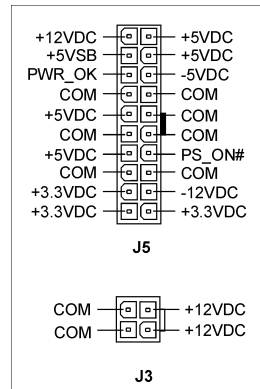 +12VDC +5VDC
+5VSB +5VDC
PWR_OK -5VDC
COM COM
+5VDC COM
COM COM
+5VDC PS_ON#
COM COM
+3.3VDC -12VDC
+3.3VDC +3.3VDC
J5
COM +12VDC
COM +12VDC
J3